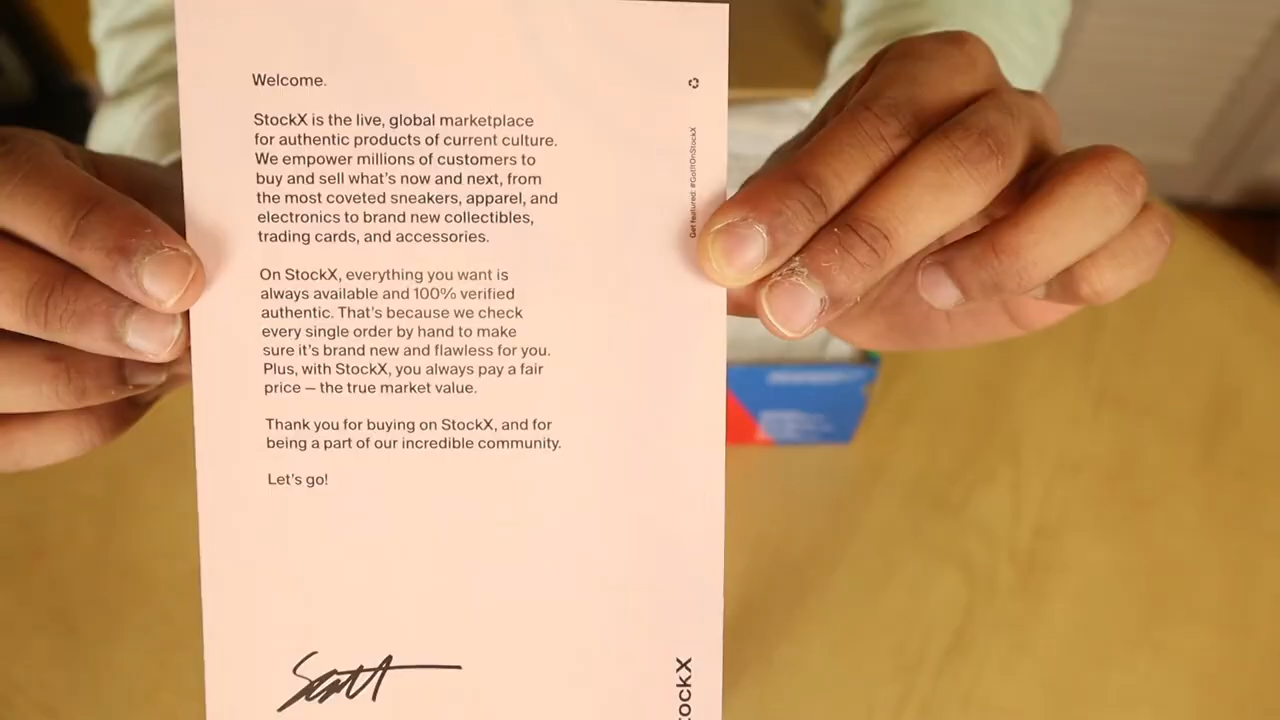 Welcome.
StockX is the live, global marketplace
for authentic products of current culture.
We empower millions of customers to
buy and sell what's now and next, from
the most coveted sneakers, apparel, and
electronics to brand new collectibles,
trading cards, and accessories.
On StockX, everything you want is
always available and 100% verified
authentic. That's because we check
every single order by hand to make
sure it's brand new and flawless for you.
Plus, with StockX, you always pay a fair
price — the true market value.
Thank you for buying on StockX, and for
being a part of our incredible community.
Let's go!
Scott
Get featured: #GotItOnStockX
tockX